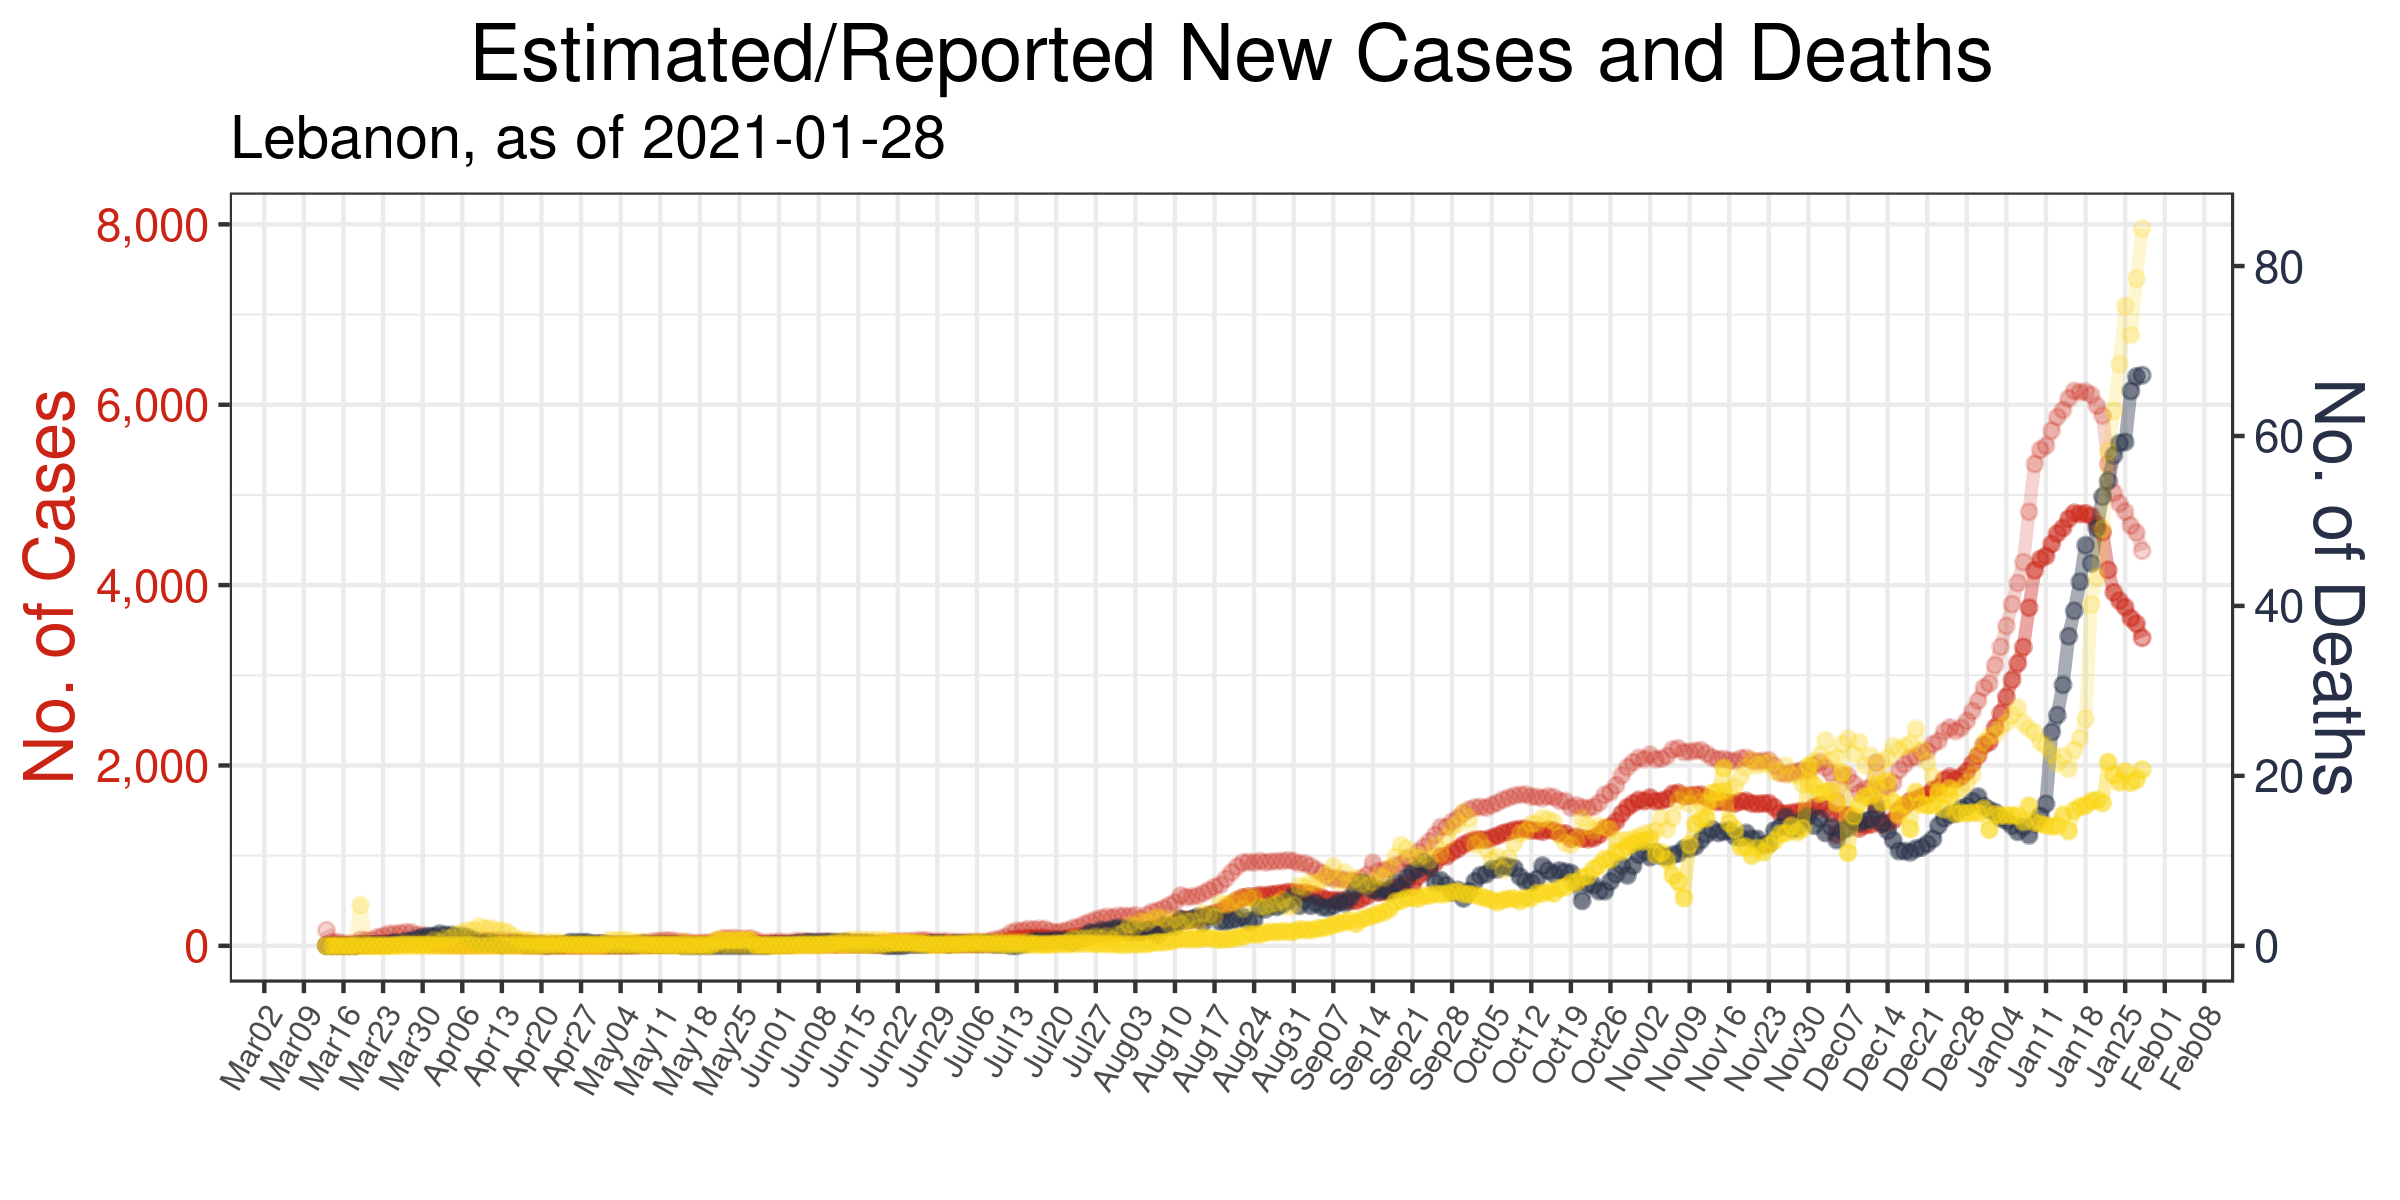 Estimated/Reported New Cases and Deaths
Lebanon, as of 2021-01-28
No. of Cases
8,000
6,000
4,000
2,000
0
80
60
40
20
0
No. of Deaths
Mar02 Mar09 Mar16 Mar23 Mar30 Apr06 Apr13 Apr20 Apr27 May04 May11 May18 May25 Jun01 Jun08 Jun15 Jun22 Jun29 Jul06 Jul13 Jul20 Jul27 Aug03 Aug10 Aug17 Aug24 Aug31 Sep07 Sep14 Sep21 Sep28 Oct05 Oct12 Oct19 Oct26 Nov02 Nov09 Nov16 Nov23 Nov30 Dec07 Dec14 Dec21 Dec28 Jan04 Jan11 Jan18 Jan25 Feb01 Feb08